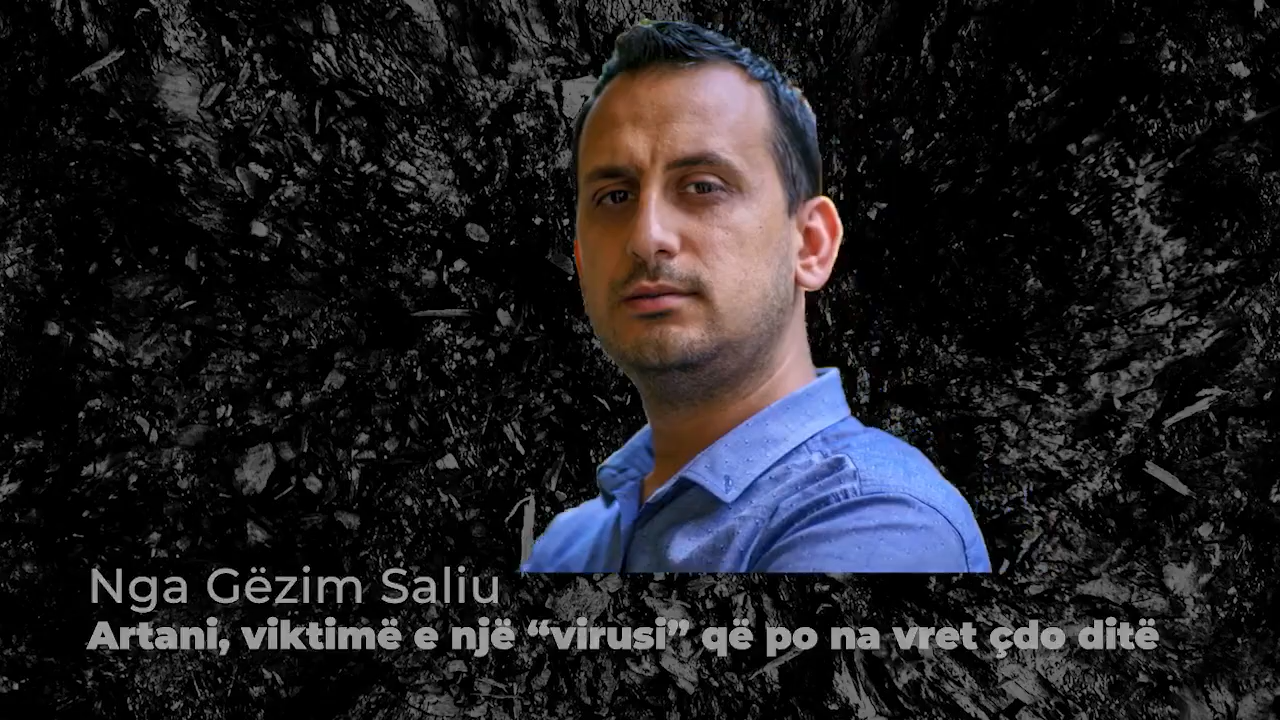 Nga Gëzim Saliu
Artani, viktimë e një “virusi” që po na vret çdo ditë